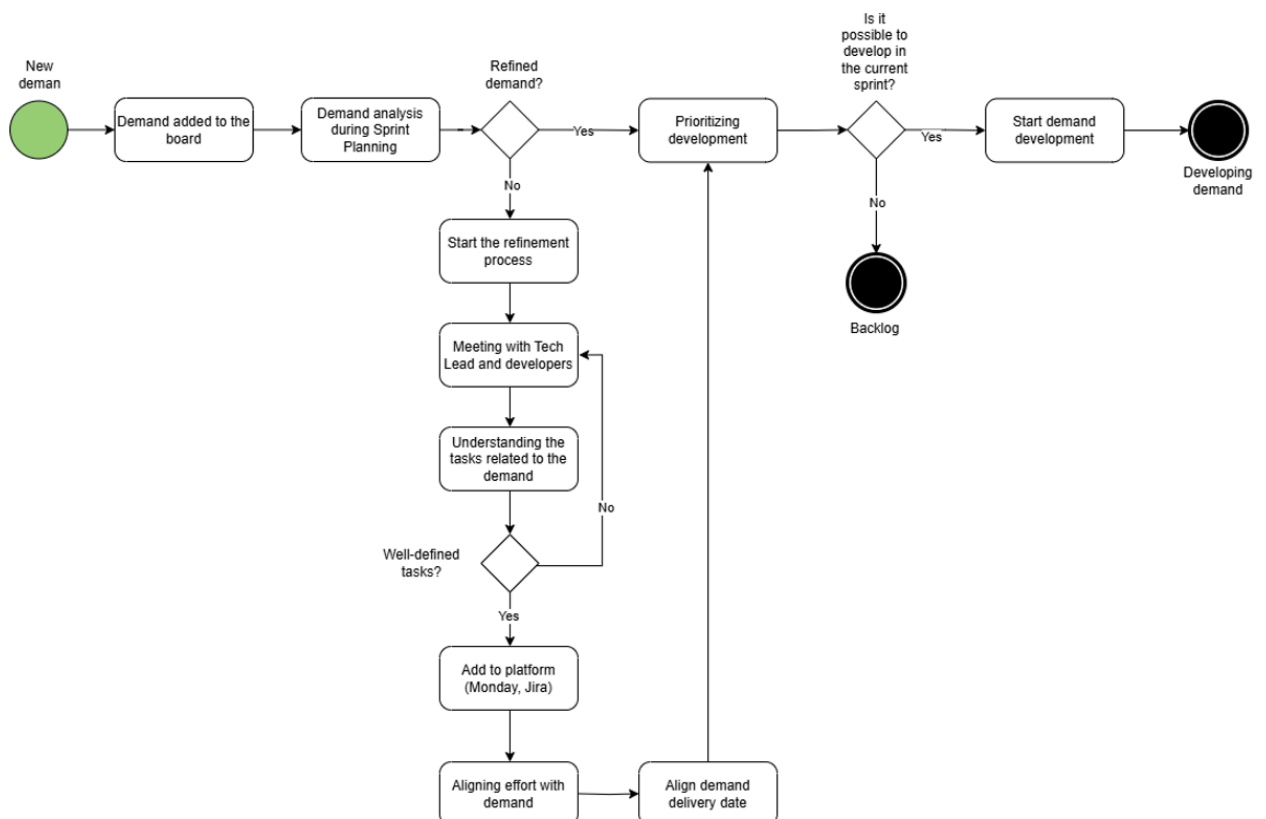 New
deman
Demand added to the
board
Demand analysis
during Sprint
Planning
Refined
demand?
Yes
Prioritizing
development
Is it
possible to
develop in
the current
sprint?
Yes
Start demand
development
Developing
demand
No
Backlog
No
Start the refinement
process
Meeting with Tech
Lead and developers
Understanding the
tasks related to the
demand
No
Well-defined
tasks?
Yes
Add to platform
(Monday, Jira)
Aligning effort with
demand
Align demand
delivery date